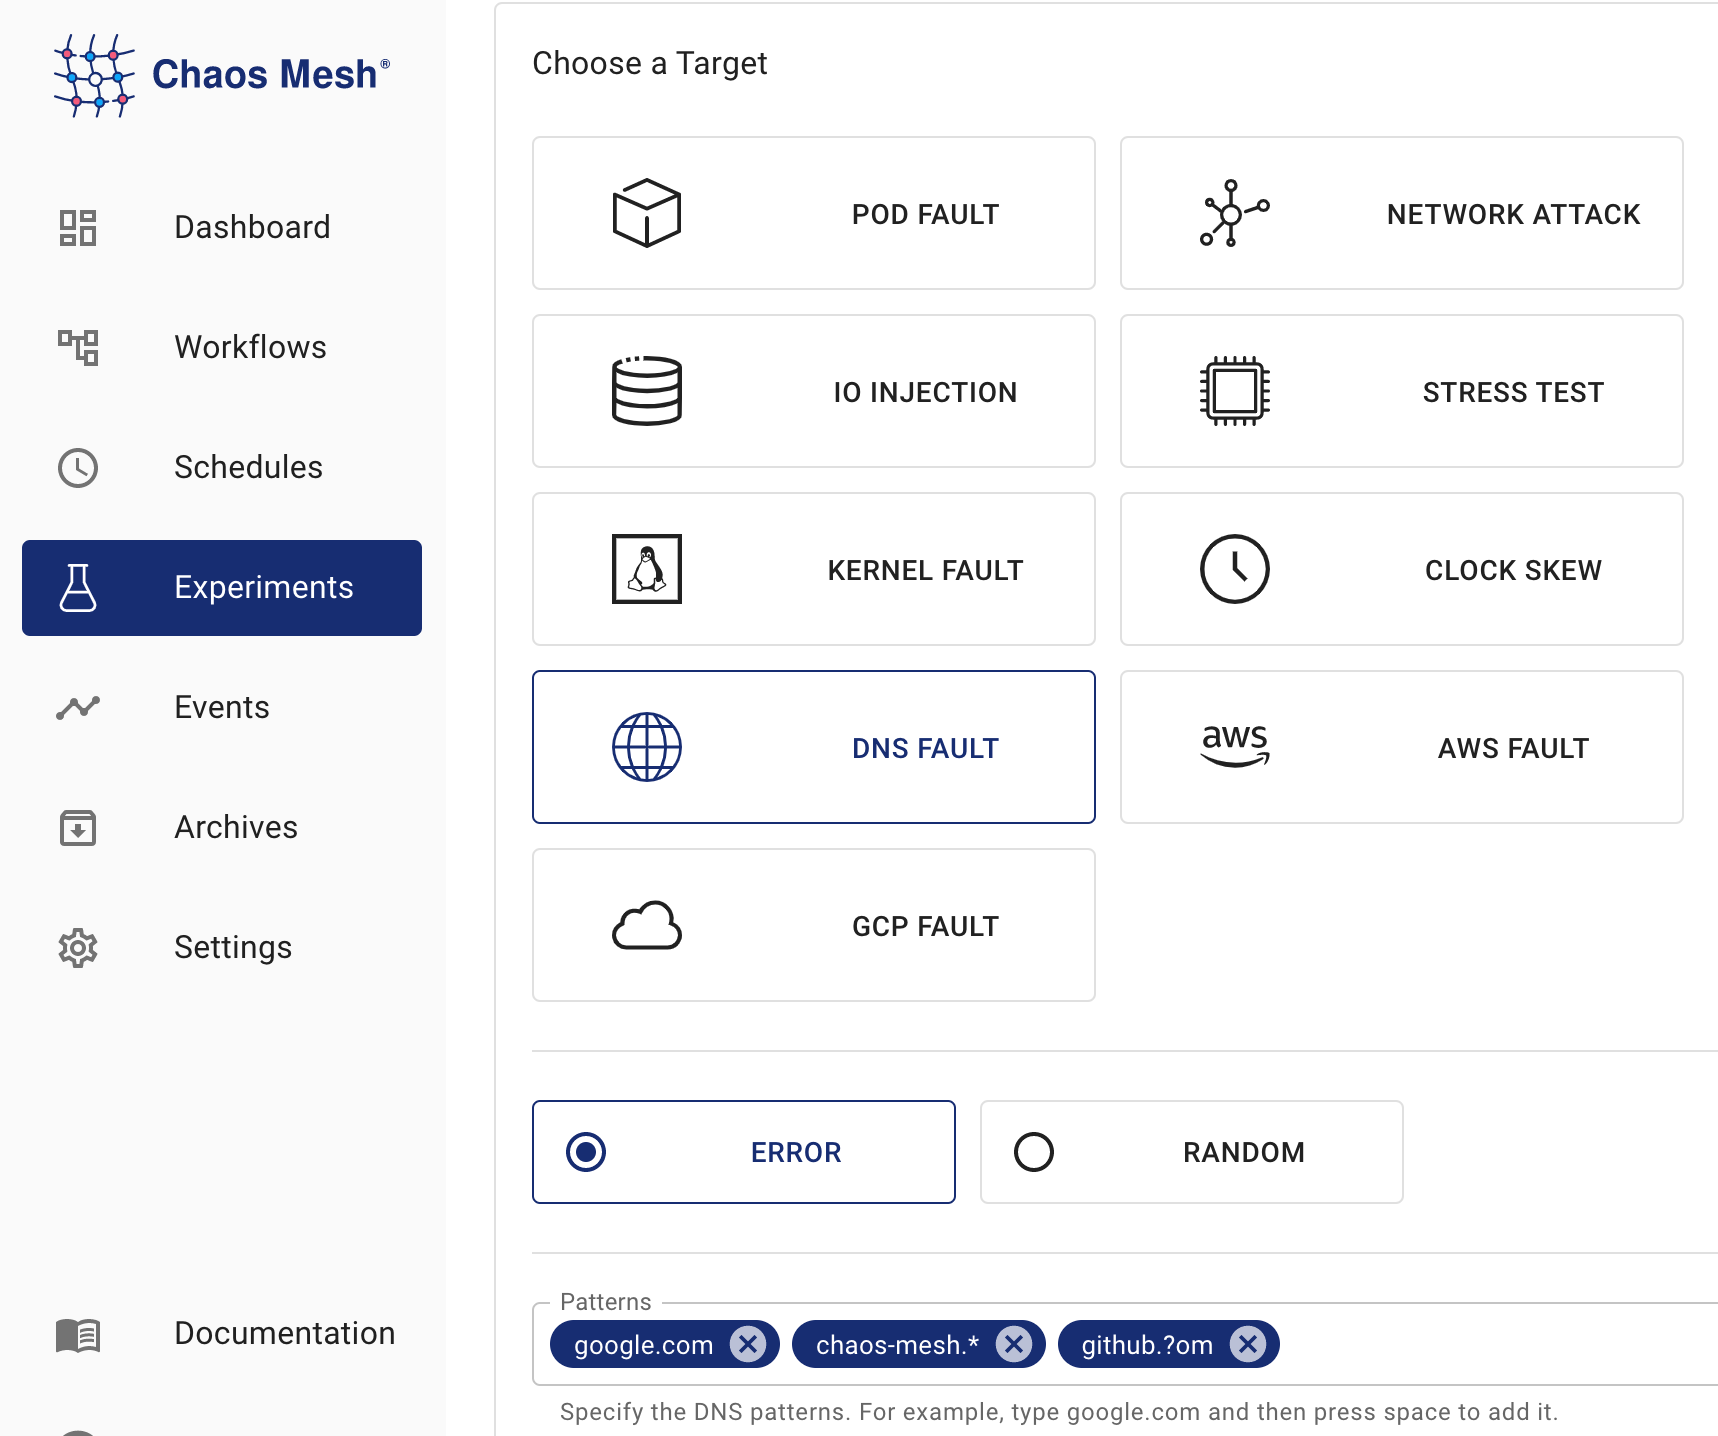 Chaos Mesh®
Dashboard
Workflows
Schedules
Experiments
Events
Archives
Settings
Documentation
Choose a Target
POD FAULT
NETWORK ATTACK
IO INJECTION
STRESS TEST
KERNEL FAULT
CLOCK SKEW
DNS FAULT
aws
AWS FAULT
GCP FAULT
ERROR
RANDOM
Patterns
google.com chaos-mesh.* github.?om
Specify the DNS patterns. For example, type google.com and then press space to add it.